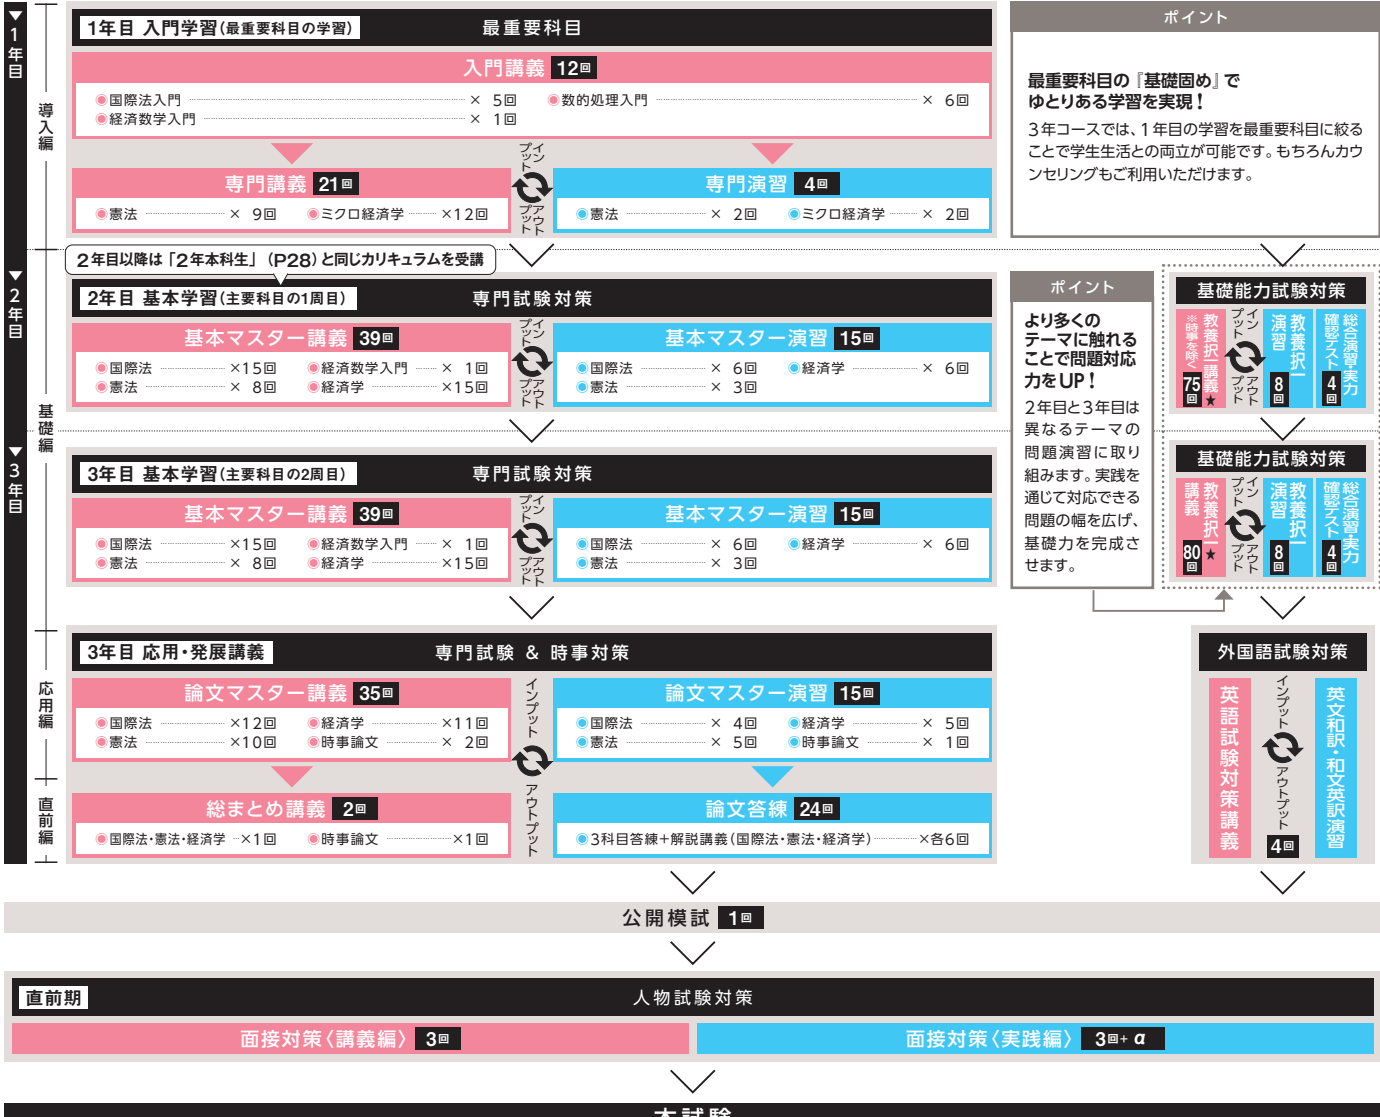 ▼1年目
導入編
1年目 入門学習(最重要科目の学習) 最重要科目
入門講義 12回
◉国際法入門 × 5回 ◉数的処理入門 × 6回
◉経済数学入門 × 1回
インプット
アウトプット
専門講義 21回
◉憲法 × 9回 ◉ミクロ経済学 ×12回
専門演習 4回
◉憲法 × 2回 ◉ミクロ経済学 × 2回
ポイント
最重要科目の『基礎固め』で
ゆとりある学習を実現！
3年コースでは、1年目の学習を最重要科目に絞る
ことで学生生活との両立が可能です。もちろんカウ
ンセリングもご利用いただけます。
2年目以降は「2年本科生」(P28)と同じカリキュラムを受講
▼2年目
基礎編
2年目 基本学習(主要科目の1周目) 専門試験対策
基本マスター講義 39回
◉国際法 ×15回 ◉経済数学入門 × 1回
◉憲法 × 8回 ◉経済学 ×15回
インプット
アウトプット
基本マスター演習 15回
◉国際法 × 6回 ◉経済学 × 6回
◉憲法 × 3回
ポイント
より多くの
テーマに触れる
ことで問題対応
力をUP！
2年目と3年目は
異なるテーマの
問題演習に取り
組みます。実践を
通じて対応できる
問題の幅を広げ、
基礎力を完成さ
せます。
基礎能力試験対策
教養択一講義★
※時事を除く
75回
インプット
アウトプット
教養択一演習
8回
総合演習・実力確認テスト
4回
▼3年目
3年目 基本学習(主要科目の2周目) 専門試験対策
基本マスター講義 39回
◉国際法 ×15回 ◉経済数学入門 × 1回
◉憲法 × 8回 ◉経済学 ×15回
インプット
アウトプット
基本マスター演習 15回
◉国際法 × 6回 ◉経済学 × 6回
◉憲法 × 3回
基礎能力試験対策
教養択一講義★
80回
インプット
アウトプット
教養択一演習
8回
総合演習・実力確認テスト
4回
応用編
3年目 応用・発展講義 専門試験 & 時事対策
論文マスター講義 35回
◉国際法 ×12回 ◉経済学 ×11回
◉憲法 ×10回 ◉時事論文 × 2回
インプット
アウトプット
論文マスター演習 15回
◉国際法 × 4回 ◉経済学 × 5回
◉憲法 × 5回 ◉時事論文 × 1回
直前編
総まとめ講義 2回
◉国際法・憲法・経済学 ×1回 ◉時事論文 ×1回
論文答練 24回
◉3科目答練+解説講義(国際法・憲法・経済学) ×各6回
外国語試験対策
英語試験対策講義
インプット
アウトプット
4回
英文和訳・和文英訳演習
公開模試 1回
直前期 人物試験対策
面接対策〈講義編〉 3回
面接対策〈実践編〉 3回+α
本試験